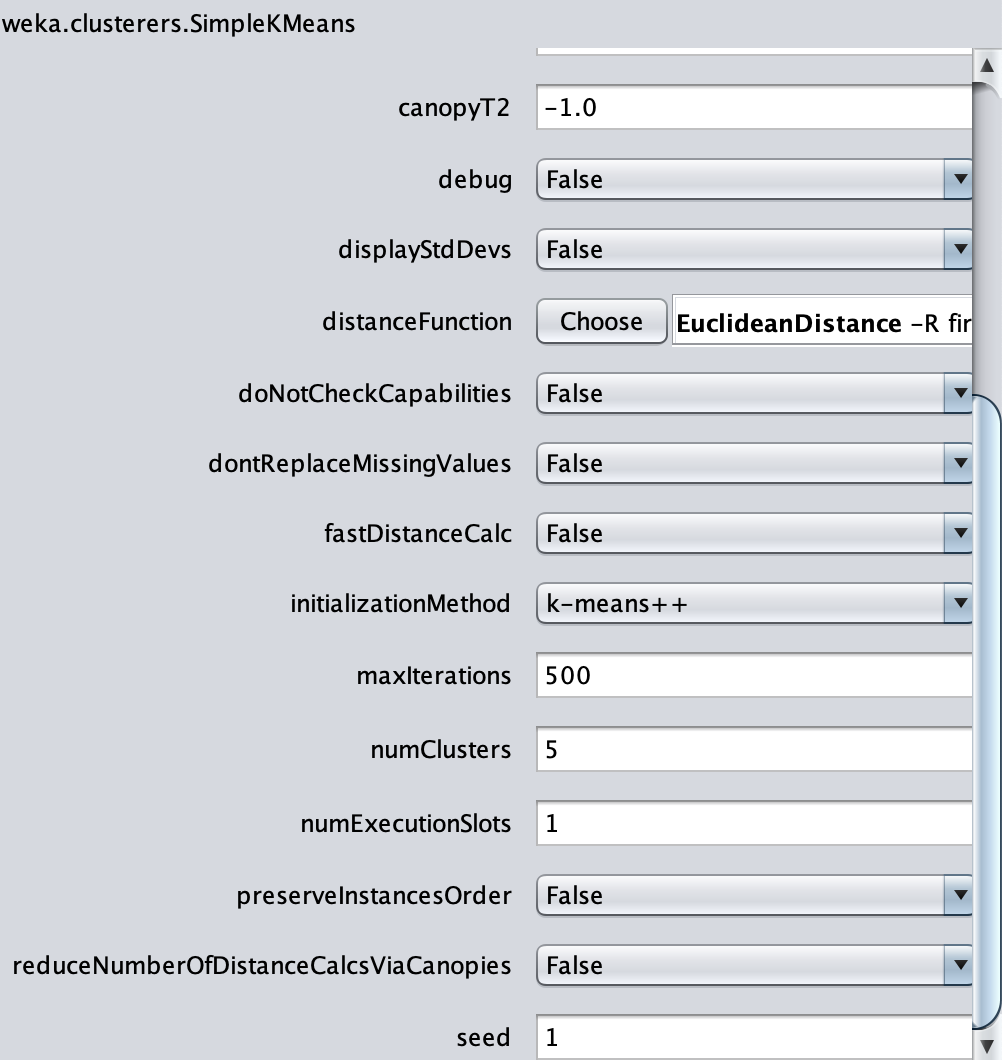 weka.clusterers.SimpleKMeans
canopyT2 -1.0
debug False
displayStdDevs False
distanceFunction Choose EuclideanDistance -R fir
doNotCheckCapabilities False
dontReplaceMissingValues False
fastDistanceCalc False
initializationMethod k-means++
maxIterations 500
numClusters 5
numExecutionSlots 1
preserveInstancesOrder False
reduceNumberOfDistanceCalcsViaCanopies False
seed 1